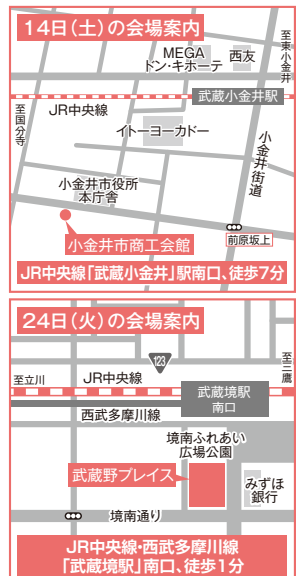 14日(土)の会場案内
MEGA
ドン・キホーテ
西友
至東小金井
武蔵小金井駅
JR中央線
至国分寺
イトーヨーカドー
小金井街道
小金井市役所
本庁舎
小金井市商工会館
前原坂上
JR中央線「武蔵小金井」駅南口、徒歩7分
24日(火)の会場案内
123
至三鷹
至立川
JR中央線
武蔵境駅
南口
西武多摩川線
境南ふれあい
広場公園
武蔵野プレイス
みずほ
銀行
境南通り
JR中央線・西武多摩川線
「武蔵境駅」南口、徒歩1分